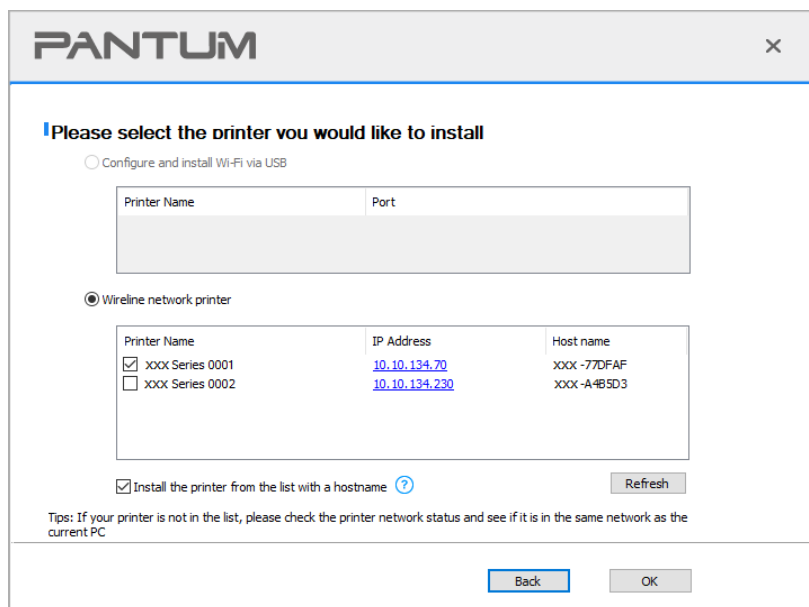 PANTUM
Please select the printer you would like to install
Configure and install Wi-Fi via USB
Printer Name Port
Wireline network printer
Printer Name IP Address Host name
XXX Series 0001 10.10.134.70 XXX -77DFAF
XXX Series 0002 10.10.134.230 XXX -A4B5D3
Install the printer from the list with a hostname ? Refresh
Tips: If your printer is not in the list, please check the printer network status and see if it is in the same network as the
current PC
Back OK